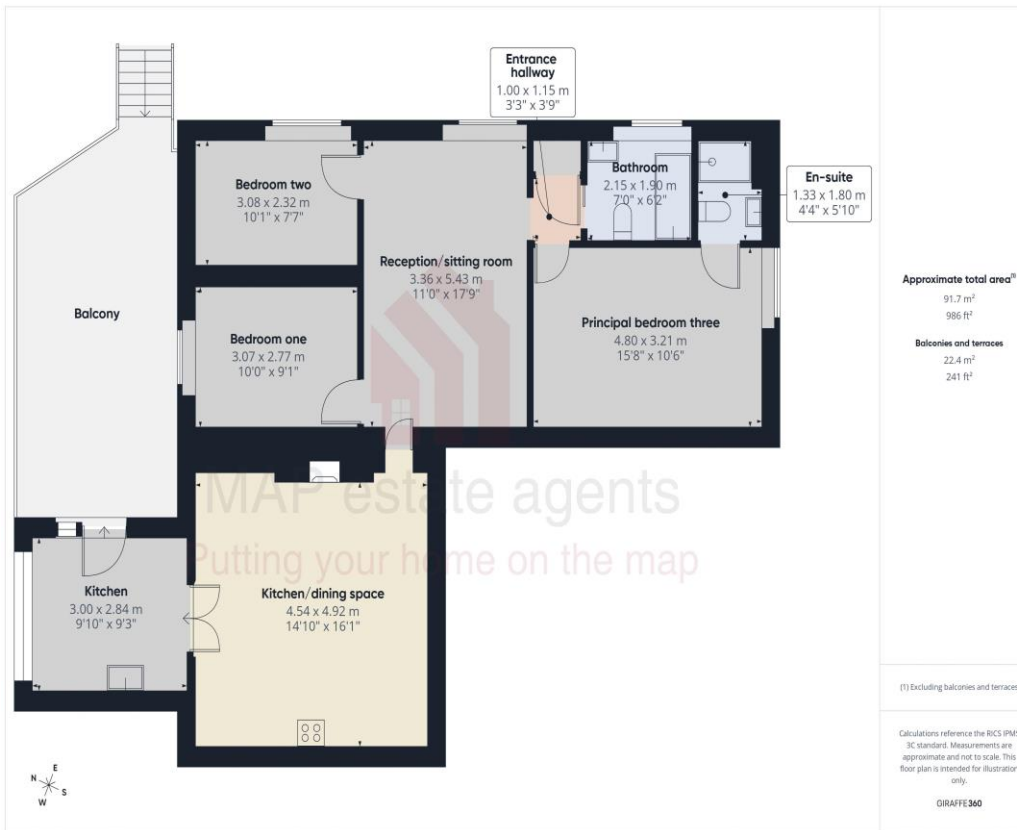 Entrance
hallway
1.00 x 1.15 m
3'3" x 3'9"
Bathroom
2.15 x 1.90 m
7'0" x 6'2"
En-suite
1.33 x 1.80 m
4'4" x 5'10"
Bedroom two
3.08 x 2.32 m
10'1" x 7'7"
Reception/sitting room
3.36 x 5.43 m
11'0" x 17'9"
Balcony
Bedroom one
3.07 x 2.77 m
10'0" x 9'1"
Principal bedroom three
4.80 x 3.21 m
15'8" x 10'6"
MAP estate agents
Putting your home on the map
Kitchen
3.00 x 2.84 m
9'10" x 9'3"
Kitchen/dining space
4.54 x 4.92 m
14'10" x 16'1"
N E
W S
Approximate total area(1)
91.7 m²
986 ft²
Balconies and terraces
22.4 m²
241 ft²
(1) Excluding balconies and terraces
Calculations reference the RICS IPMS
3C standard. Measurements are
approximate and not to scale. This
floor plan is intended for illustration
only.
GIRAFFE360